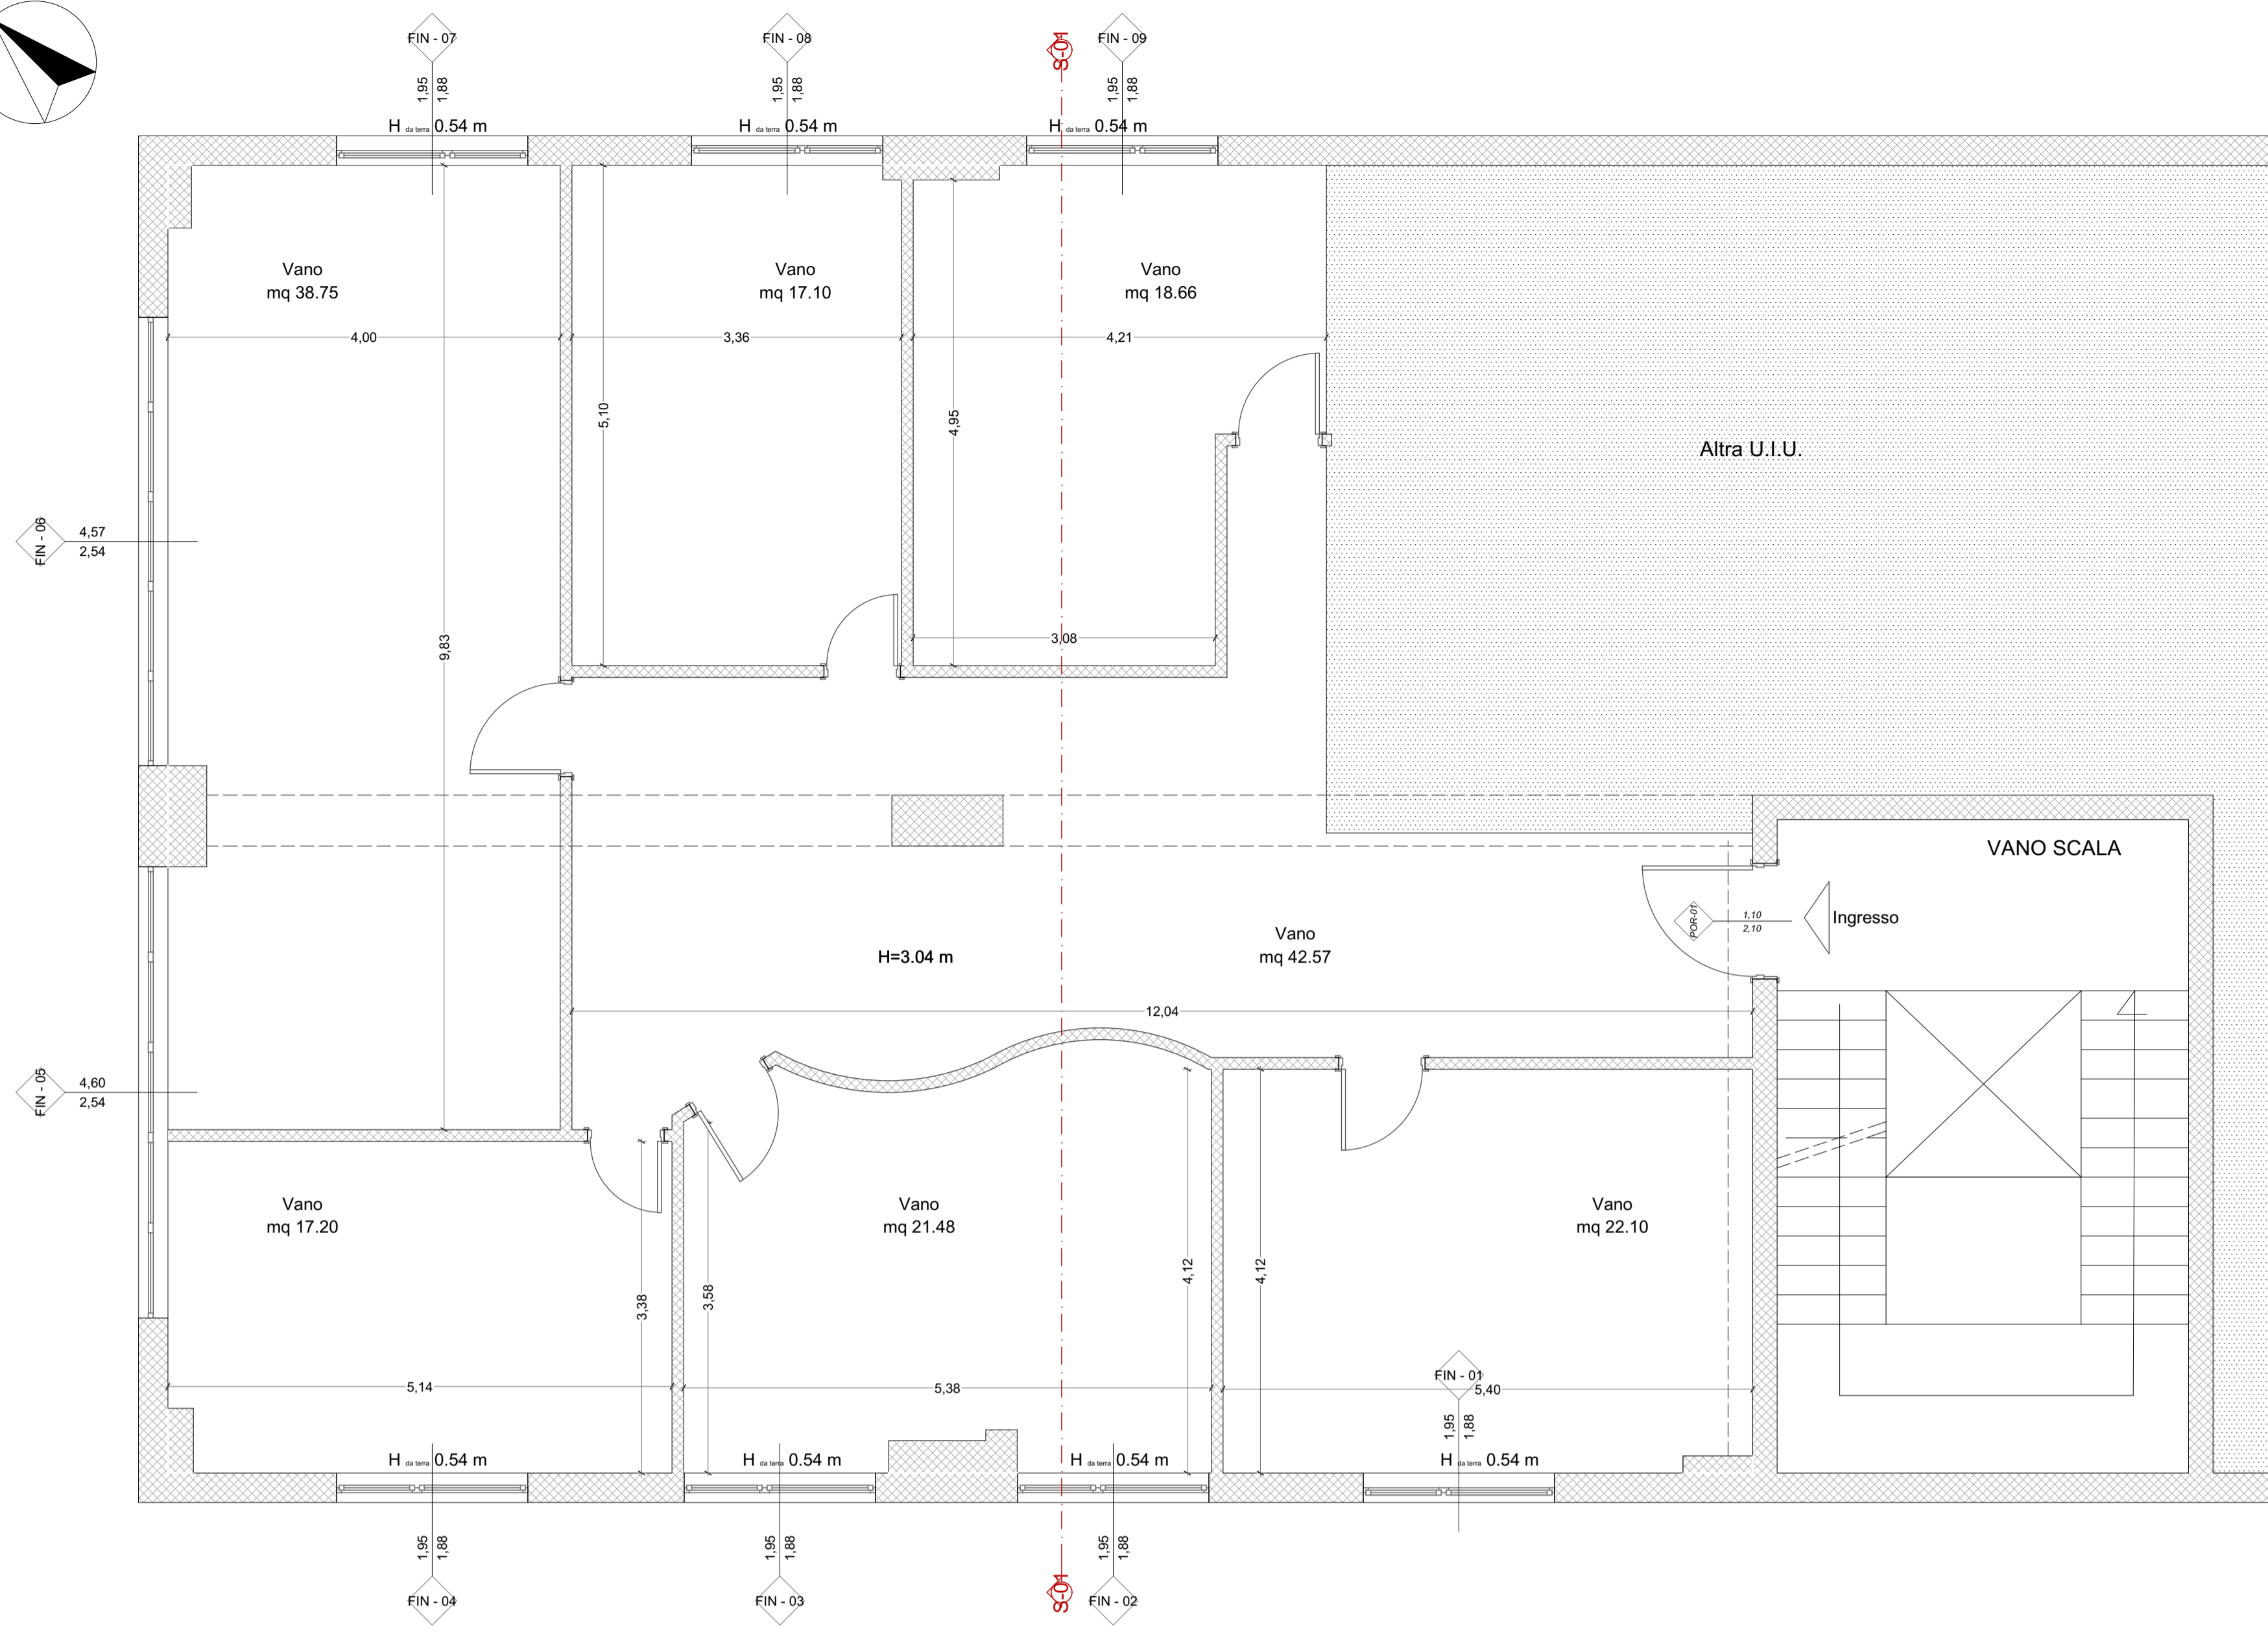 FIN - 07
FIN - 08
S-01
FIN - 09
1,95
1,88
1,95
1,88
1,95
1,88
H da terra 0.54 m
H da terra 0.54 m
H da terra 0.54 m
Vano
mq 38.75
Vano
mq 17.10
Vano
mq 18.66
4,00
3,36
4,21
5,10
4,95
Altra U.I.U.
FIN - 06
4,57
2,54
9,83
3,08
VANO SCALA
POR-01
1,10
2,10
Ingresso
H=3.04 m
Vano
mq 42.57
12,04
FIN - 05
4,60
2,54
Vano
mq 17.20
Vano
mq 21.48
Vano
mq 22.10
3,38
3,58
4,12
4,12
5,14
5,38
FIN - 01
5,40
1,95
1,88
H da terra 0.54 m
H da terra 0.54 m
H da terra 0.54 m
H da terra 0.54 m
1,95
1,88
1,95
1,88
1,95
1,88
FIN - 04
FIN - 03
S-01
FIN - 02